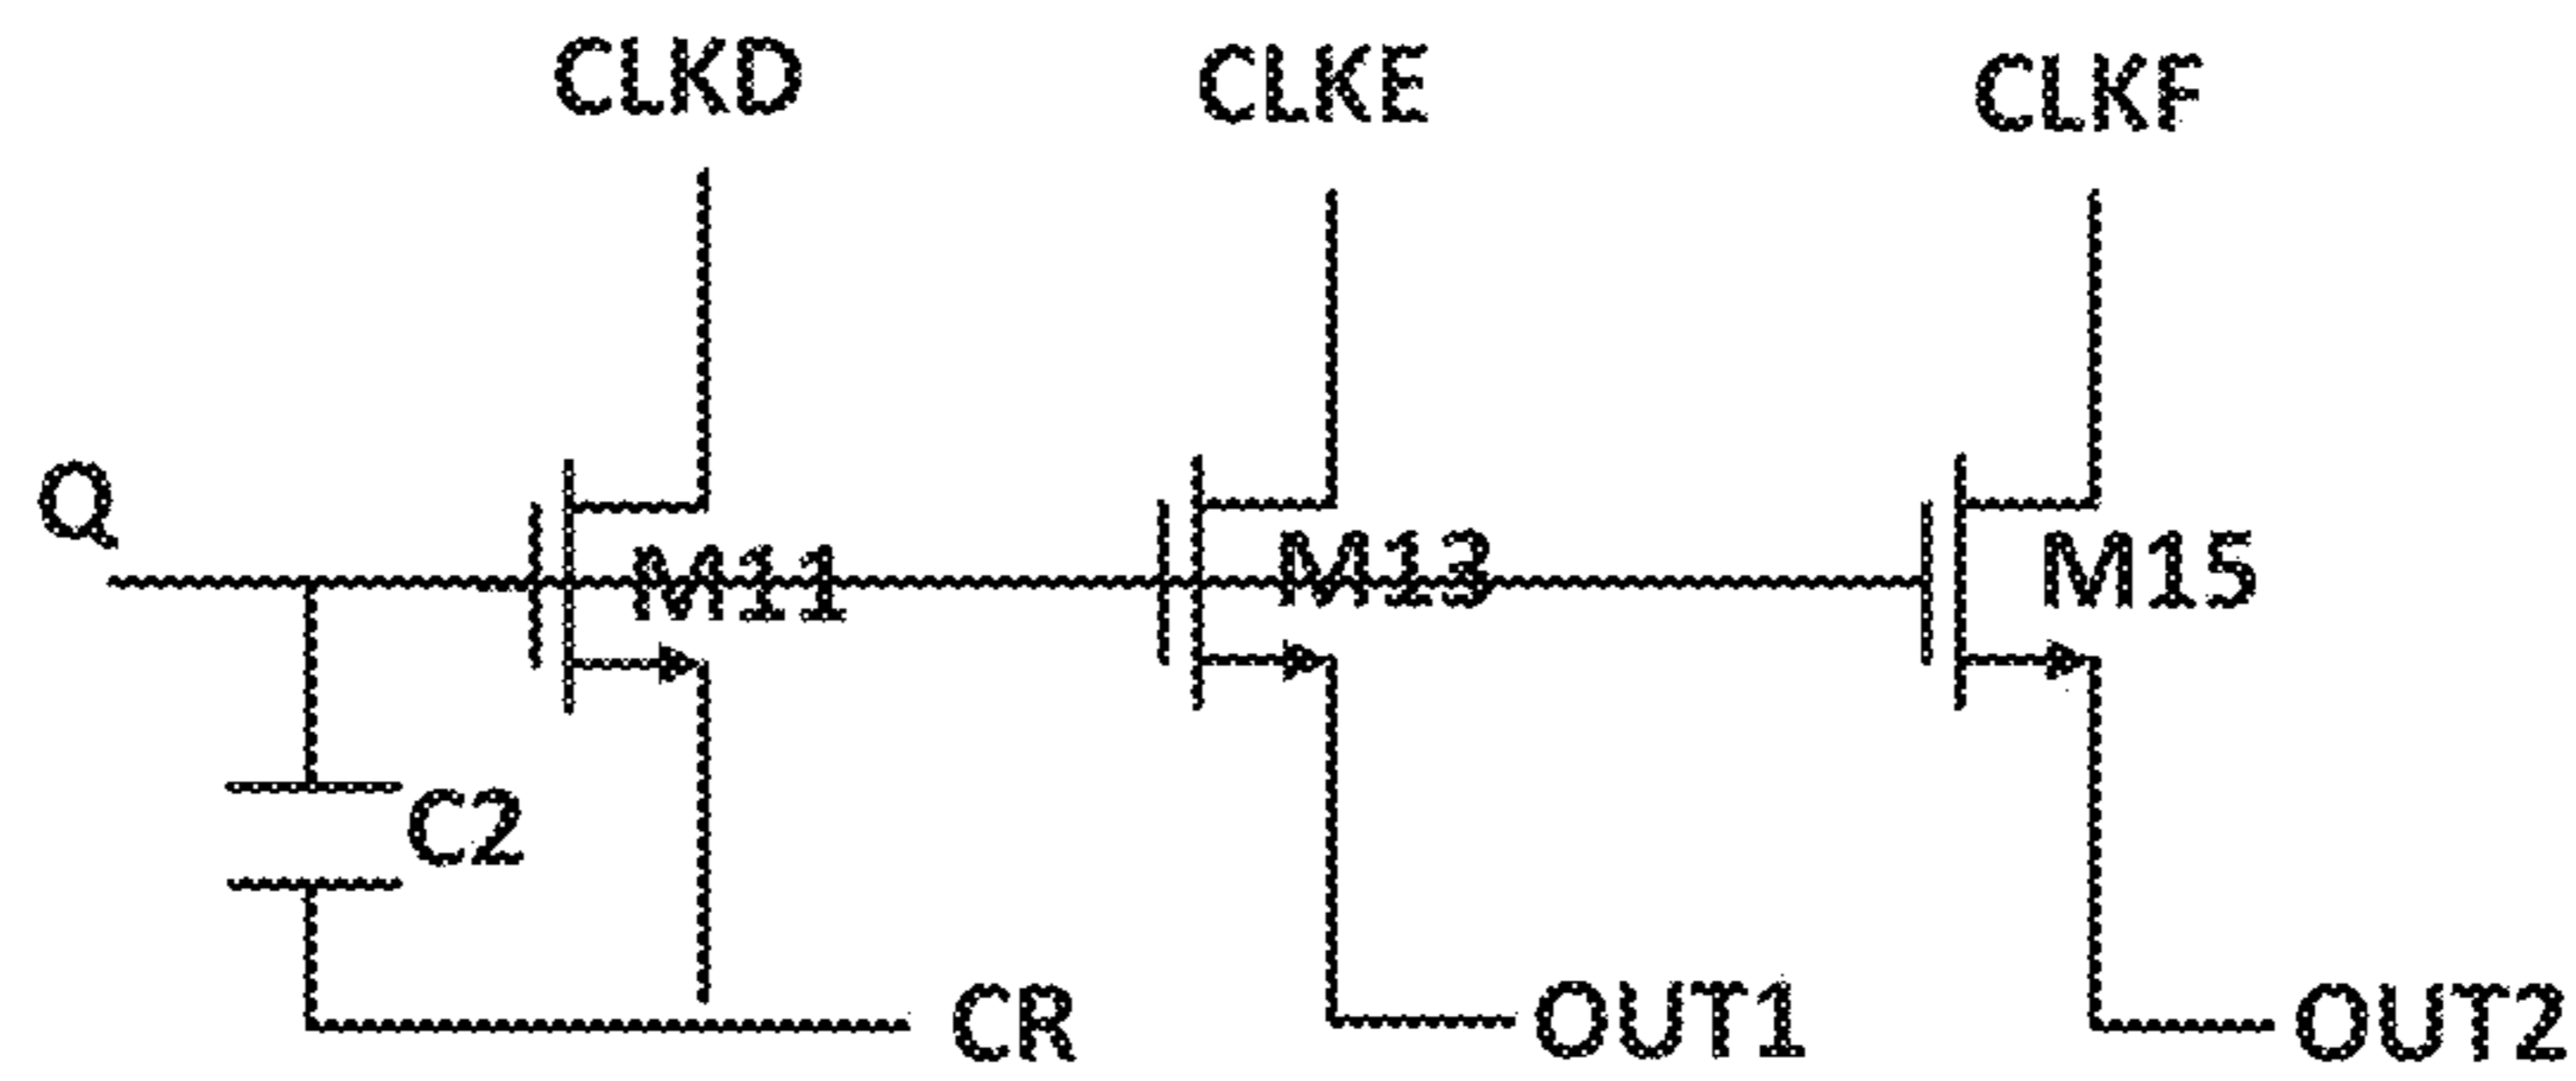 CLKD CLKE CLKF
Q
M11 M13 M15
C2
CR OUT1 OUT2